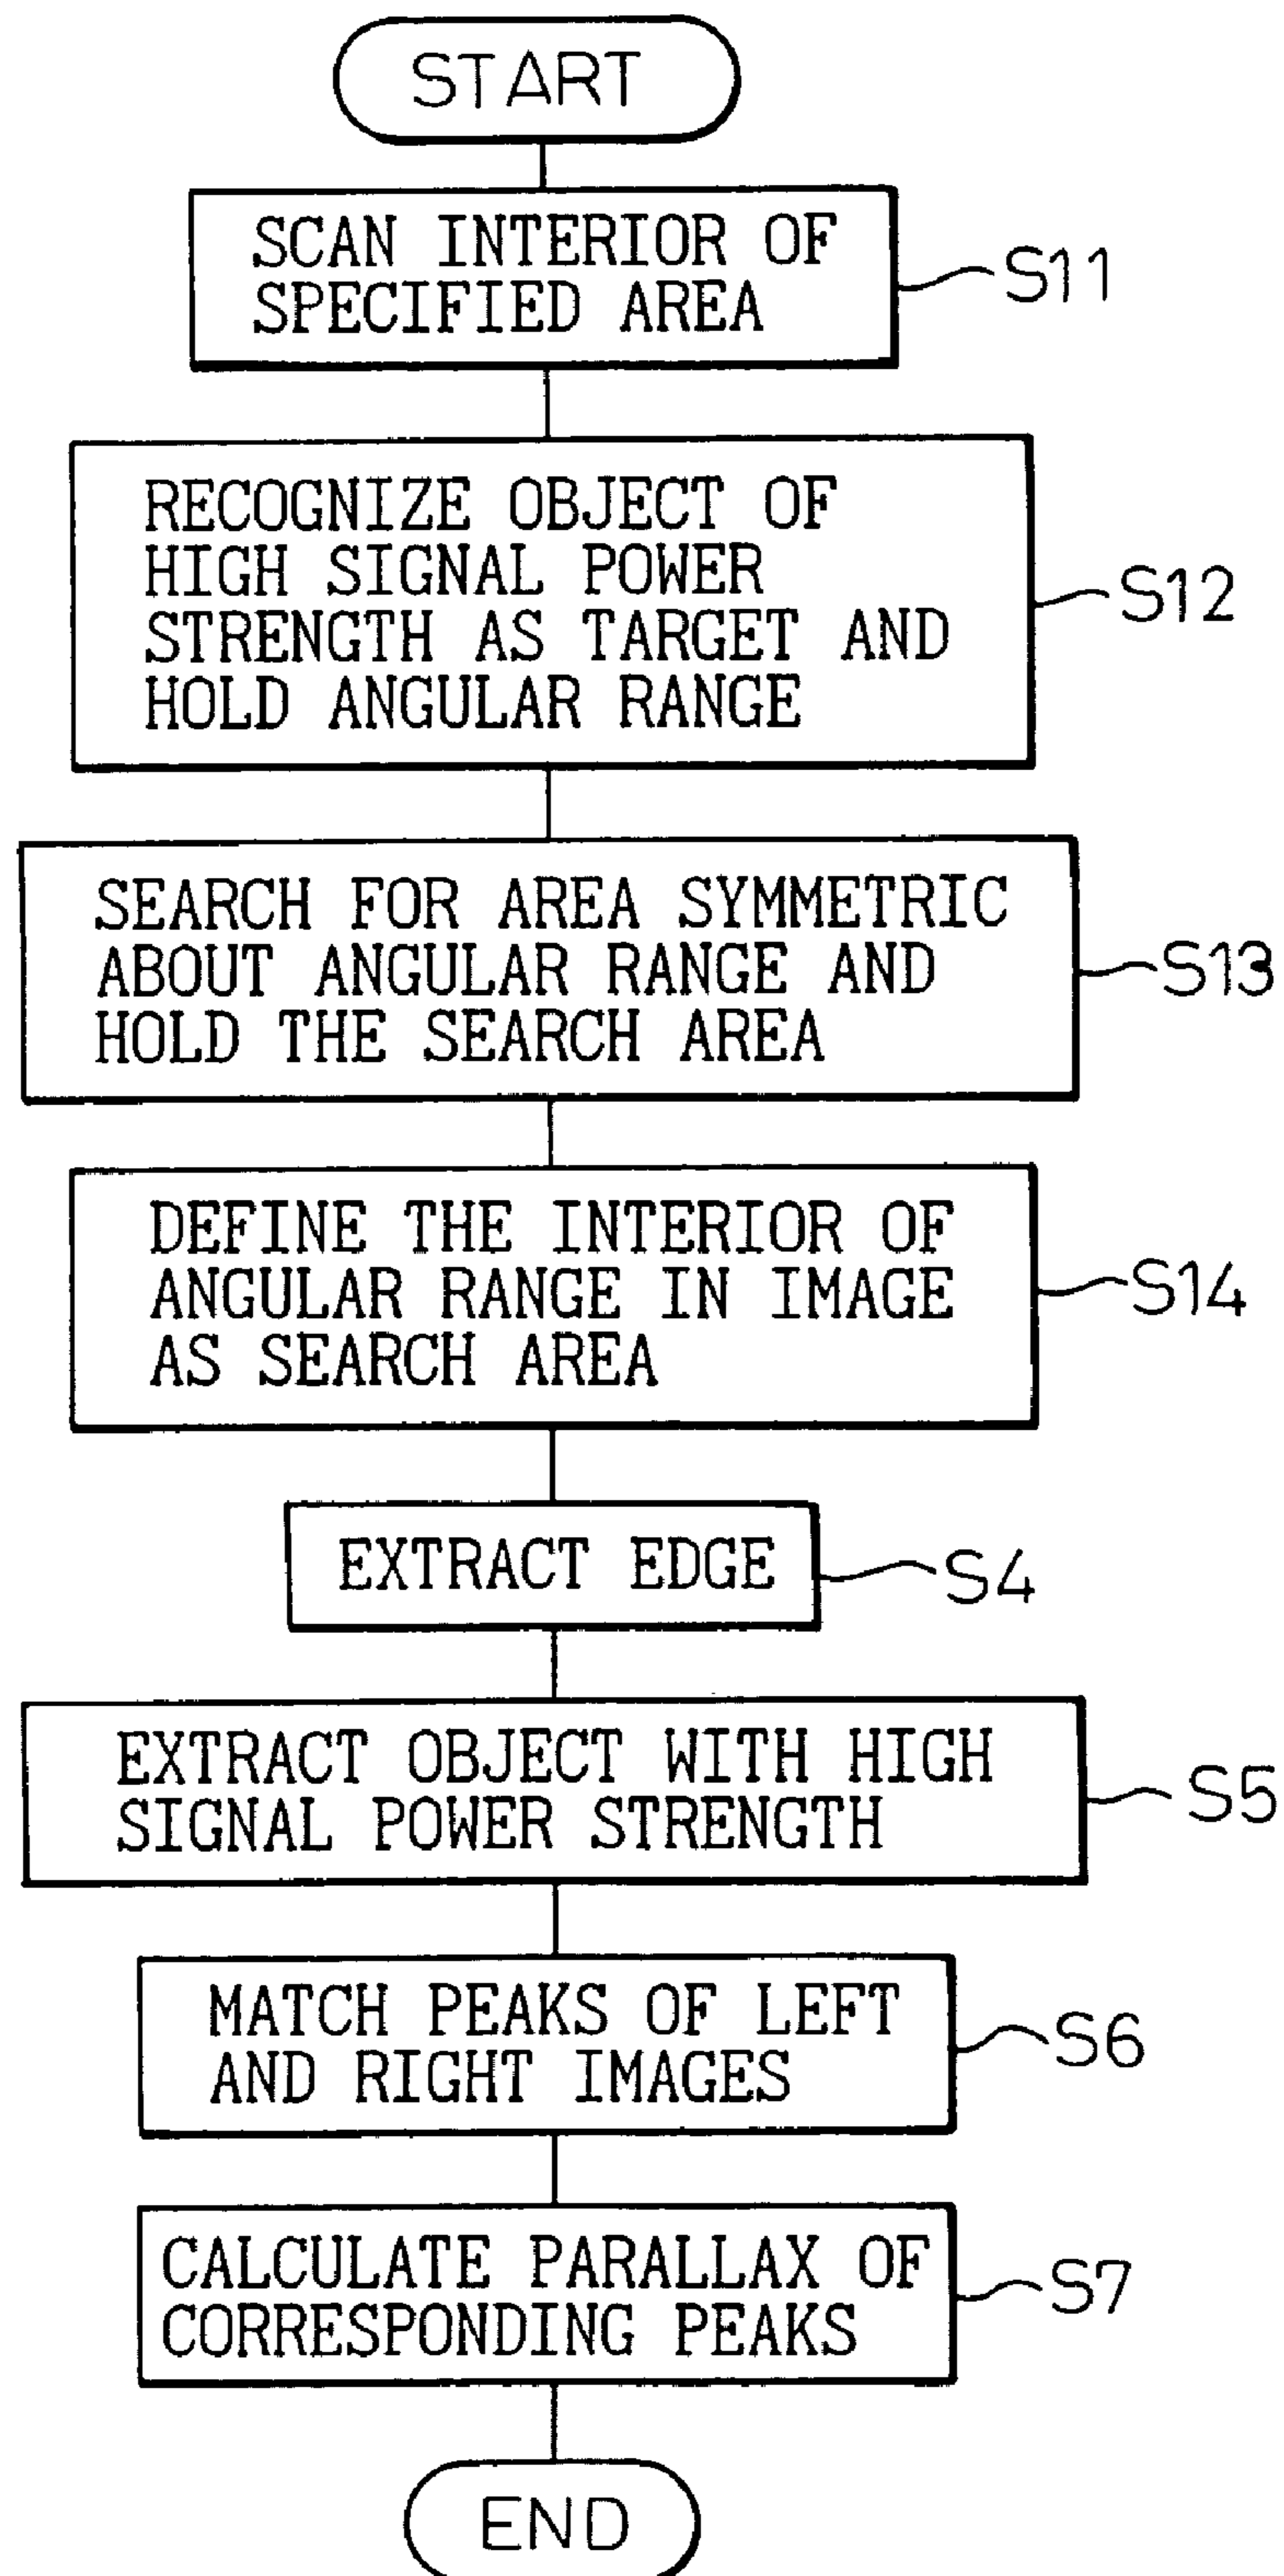 START
SCAN INTERIOR OF
SPECIFIED AREA
S11
RECOGNIZE OBJECT OF
HIGH SIGNAL POWER
STRENGTH AS TARGET AND
HOLD ANGULAR RANGE
S12
SEARCH FOR AREA SYMMETRIC
ABOUT ANGULAR RANGE AND
HOLD THE SEARCH AREA
S13
DEFINE THE INTERIOR OF
ANGULAR RANGE IN IMAGE
AS SEARCH AREA
S14
EXTRACT EDGE
S4
EXTRACT OBJECT WITH HIGH
SIGNAL POWER STRENGTH
S5
MATCH PEAKS OF LEFT
AND RIGHT IMAGES
S6
CALCULATE PARALLAX OF
CORRESPONDING PEAKS
S7
END